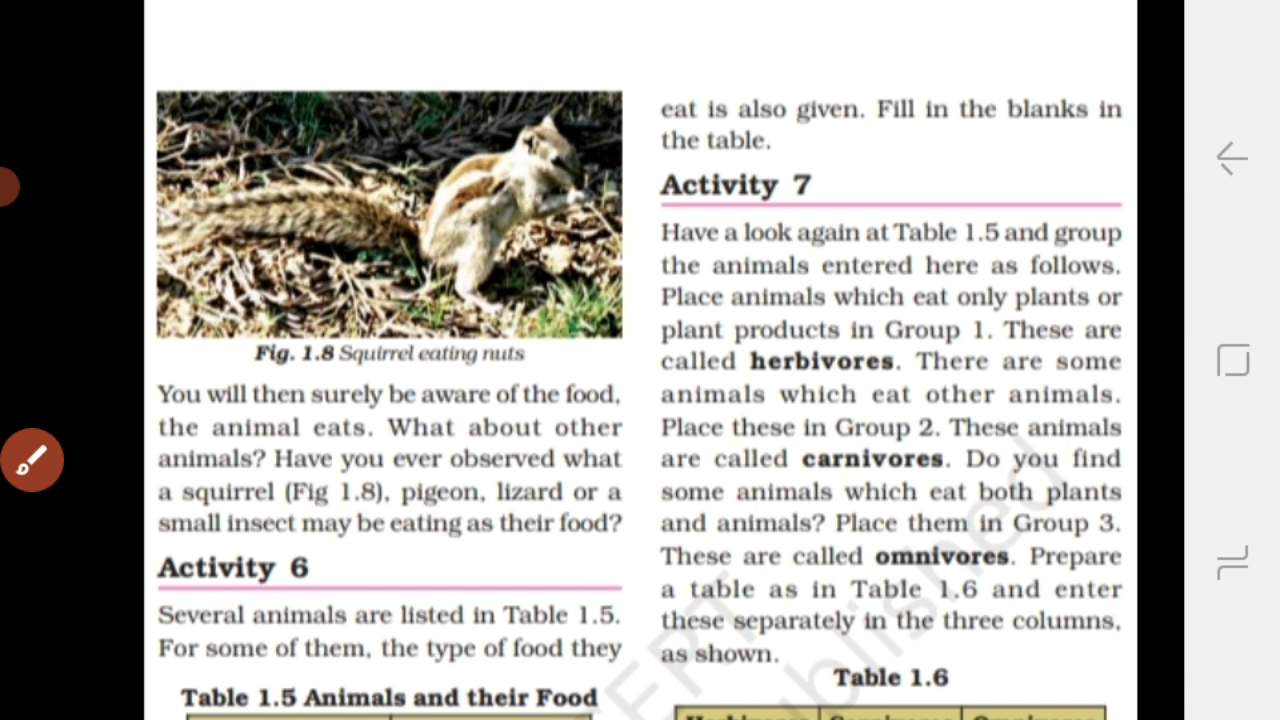 Fig. 1.8 Squirrel eating nuts
You will then surely be aware of the food,
the animal eats. What about other
animals? Have you ever observed what
a squirrel (Fig 1.8), pigeon, lizard or a
small insect may be eating as their food?
Activity 6
Several animals are listed in Table 1.5.
For some of them, the type of food they
Table 1.5 Animals and their Food
eat is also given. Fill in the blanks in
the table.
Activity 7
Have a look again at Table 1.5 and group
the animals entered here as follows.
Place animals which eat only plants or
plant products in Group 1. These are
called herbivores. There are some
animals which eat other animals.
Place these in Group 2. These animals
are called carnivores. Do you find
some animals which eat both plants
and animals? Place them in Group 3.
These are called omnivores. Prepare
a table as in Table 1.6 and enter
these separately in the three columns,
as shown.
Table 1.6
Herbivores Carnivores Omnivores